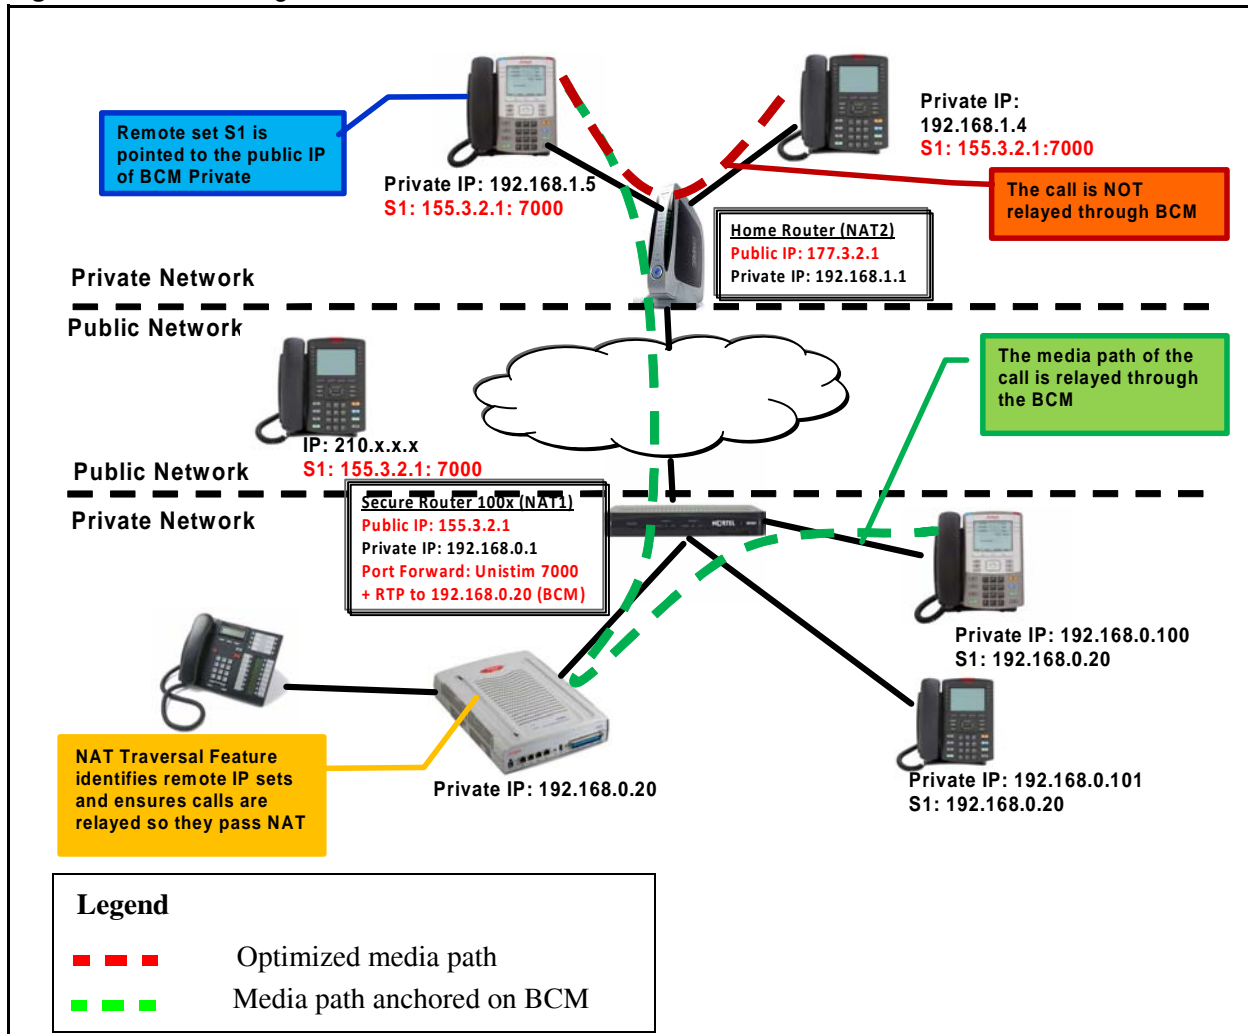 Remote set S1 is
pointed to the public IP
of BCM Private
Private IP: 192.168.1.5
S1: 155.3.2.1: 7000
Private IP:
192.168.1.4
S1: 155.3.2.1:7000
The call is NOT
relayed through BCM
Home Router (NAT2)
Public IP: 177.3.2.1
Private IP: 192.168.1.1
Private Network
Public Network
The media path of the
call is relayed through
the BCM
IP: 210.x.x.x
S1: 155.3.2.1: 7000
Public Network
Private Network
Secure Router 100x (NAT1)
Public IP: 155.3.2.1
Private IP: 192.168.0.1
Port Forward: Unistim 7000
+ RTP to 192.168.0.20 (BCM)
NORTEL
Private IP: 192.168.0.100
S1: 192.168.0.20
NAT Traversal Feature
identifies remote IP sets
and ensures calls are
relayed so they pass NAT
Private IP: 192.168.0.20
Private IP: 192.168.0.101
S1: 192.168.0.20
Legend
Optimized media path
Media path anchored on BCM